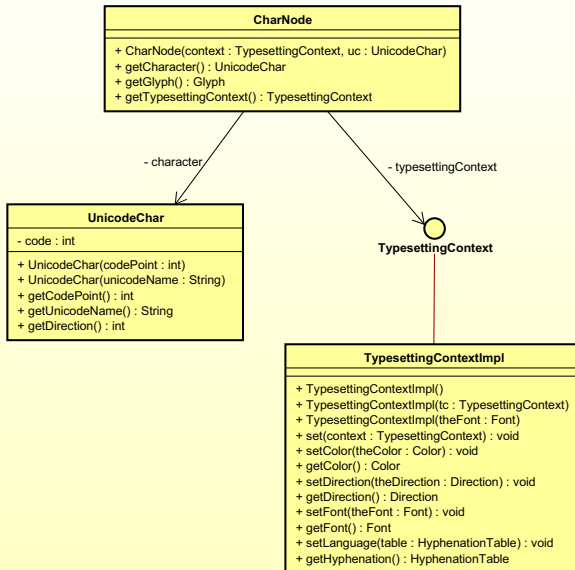 CharNode
+ CharNode(context : TypesettingContext, uc : UnicodeChar)
+ getCharacter() : UnicodeChar
+ getGlyph() : Glyph
+ getTypesettingContext() : TypesettingContext
- character
- typesettingContext
UnicodeChar
- code : int
+ UnicodeChar(codePoint : int)
+ UnicodeChar(unicodeName : String)
+ getCodePoint() : int
+ getUnicodeName() : String
+ getDirection() : int
TypesettingContext
TypesettingContextImpl
+ TypesettingContextImpl()
+ TypesettingContextImpl(tc : TypesettingContext)
+ TypesettingContextImpl(theFont : Font)
+ set(context : TypesettingContext) : void
+ setColor(theColor : Color) : void
+ getColor() : Color
+ setDirection(theDirection : Direction) : void
+ getDirection() : Direction
+ setFont(theFont : Font) : void
+ getFont() : Font
+ setLanguage(table : HyphenationTable) : void
+ getHyphenation() : HyphenationTable